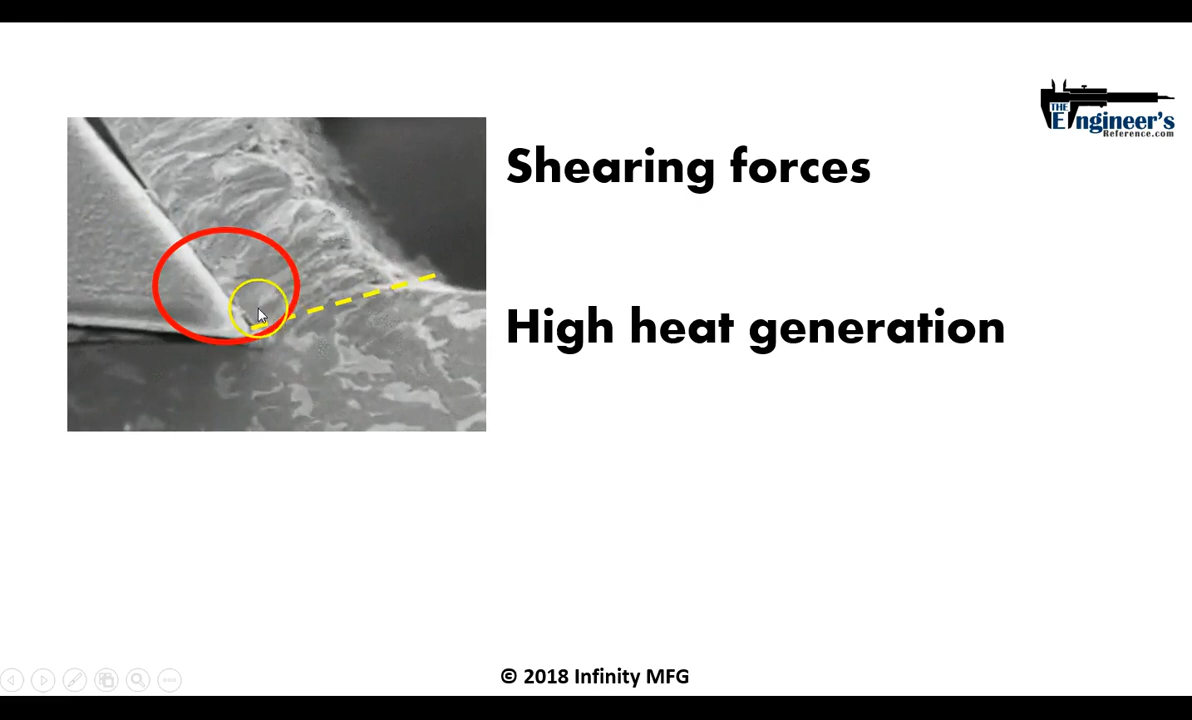 THE
Engineer's
Reference.com
Shearing forces
High heat generation
© 2018 Infinity MFG